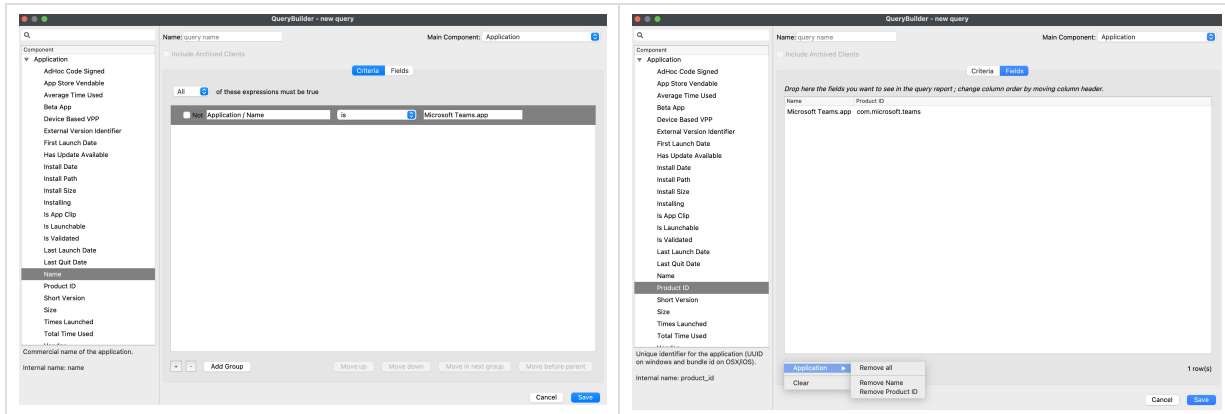 QueryBuilder - new query
Name: query name
Main Component: Application
Component
Include Archived Clients
Application
AdHoc Code Signed
App Store Vendable
Average Time Used
Beta App
Device Based VPP
External Version Identifier
First Launch Date
Has Update Available
Install Date
Install Path
Install Size
Installing
Is App Clip
Is Launchable
Is Validated
Last Launch Date
Last Quit Date
Name
Product ID
Short Version
Size
Times Launched
Total Time Used
Criteria Fields
All of these expressions must be true
Not Application / Name is Microsoft Teams.app
Commercial name of the application.
Internal name: name
+ - Add Group Move up Move down Move in next group Move before parent
Cancel Save
QueryBuilder - new query
Name: query name
Main Component: Application
Component
Include Archived Clients
Application
AdHoc Code Signed
App Store Vendable
Average Time Used
Beta App
Device Based VPP
External Version Identifier
First Launch Date
Has Update Available
Install Date
Install Path
Install Size
Installing
Is App Clip
Is Launchable
Is Validated
Last Launch Date
Last Quit Date
Name
Product ID
Short Version
Size
Times Launched
Total Time Used
Criteria Fields
Drop here the fields you want to see in the query report ; change column order by moving column header.
Name Product ID
Microsoft Teams.app com.microsoft.teams
Unique identifier for the application (UUID
on windows and bundle id on OSX/iOS).
Internal name: product_id
Application Remove all
Clear Remove Name
Remove Product ID
1 row(s)
Cancel Save